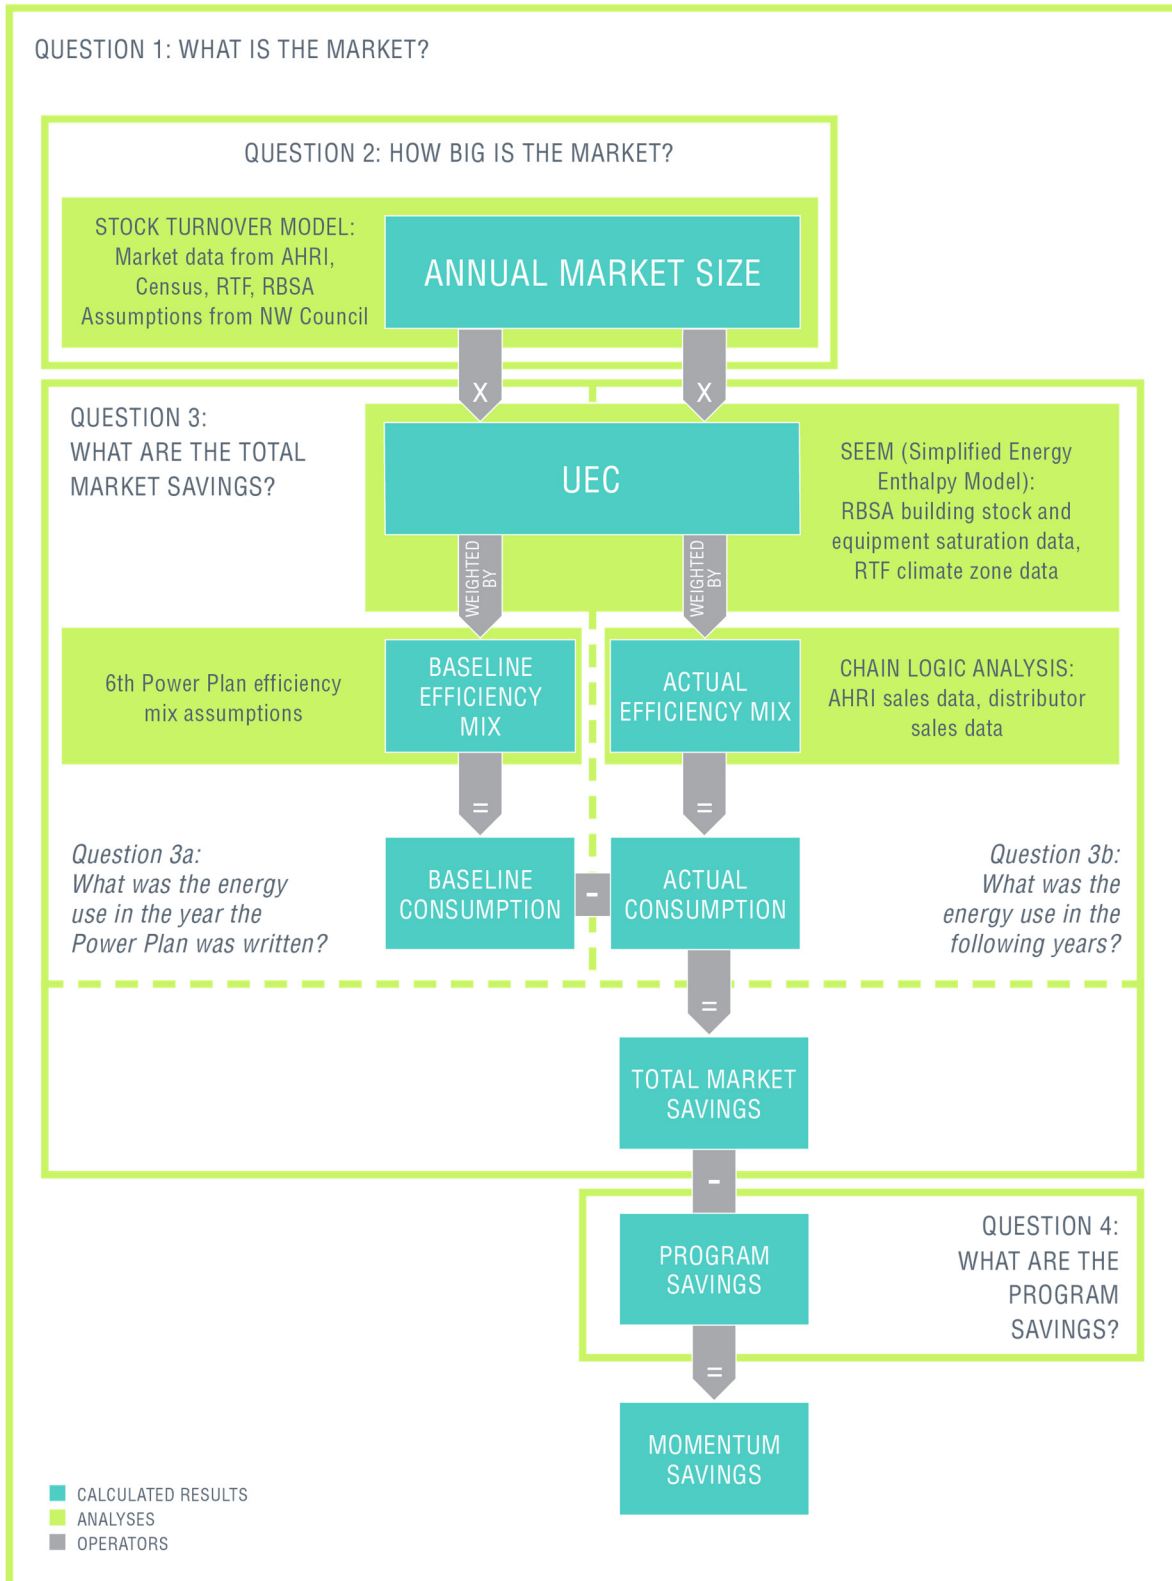 QUESTION 1: WHAT IS THE MARKET?
QUESTION 2: HOW BIG IS THE MARKET?
STOCK TURNOVER MODEL:
Market data from AHRI,
Census, RTF, RBSA
Assumptions from NW Council
ANNUAL MARKET SIZE
X
X
QUESTION 3:
WHAT ARE THE TOTAL
MARKET SAVINGS?
UEC
SEEM (Simplified Energy
Enthalpy Model):
RBSA building stock and
equipment saturation data,
RTF climate zone data
WEIGHTED
BY
WEIGHTED
BY
6th Power Plan efficiency
mix assumptions
BASELINE
EFFICIENCY
MIX
ACTUAL
EFFICIENCY MIX
CHAIN LOGIC ANALYSIS:
AHRI sales data, distributor
sales data
=
=
Question 3a:
What was the energy
use in the year the
Power Plan was written?
BASELINE
CONSUMPTION
-
ACTUAL
CONSUMPTION
Question 3b:
What was the
energy use in the
following years?
=
TOTAL MARKET
SAVINGS
-
PROGRAM
SAVINGS
QUESTION 4:
WHAT ARE THE
PROGRAM
SAVINGS?
=
MOMENTUM
SAVINGS
CALCULATED RESULTS
ANALYSES
OPERATORS